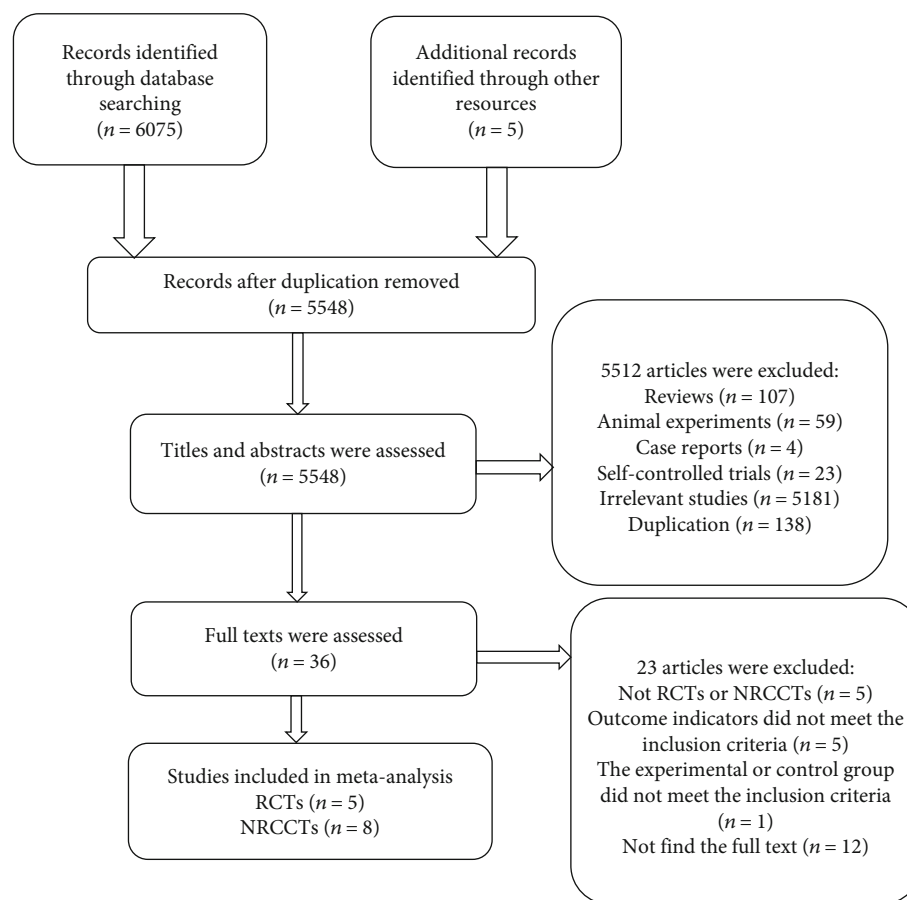 Records identified
through database
searching
(n = 6075)
Additional records
identified through other
resources
(n = 5)
Records after duplication removed
(n = 5548)
Titles and abstracts were assessed
(n = 5548)
5512 articles were excluded:
Reviews (n = 107)
Animal experiments (n = 59)
Case reports (n = 4)
Self-controlled trials (n = 23)
Irrelevant studies (n = 5181)
Duplication (n = 138)
Full texts were assessed
(n = 36)
23 articles were excluded:
Not RCTs or NRCCTs (n = 5)
Outcome indicators did not meet the
inclusion criteria (n = 5)
The experimental or control group
did not meet the inclusion criteria
(n = 1)
Not find the full text (n = 12)
Studies included in meta-analysis
RCTs (n = 5)
NRCCTs (n = 8)